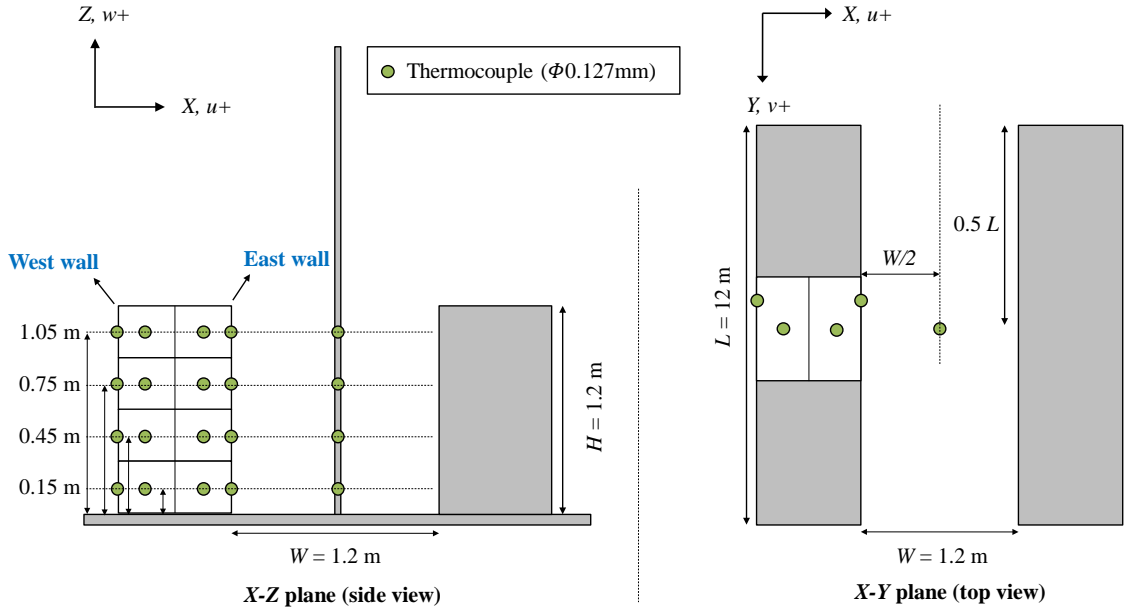 Z, w+
X, u+
Thermocouple (Φ0.127mm)
West wall
East wall
1.05 m
0.75 m
0.45 m
0.15 m
H = 1.2 m
W = 1.2 m
X-Z plane (side view)
X, u+
Y, v+
L = 12 m
W/2
0.5 L
W = 1.2 m
X-Y plane (top view)